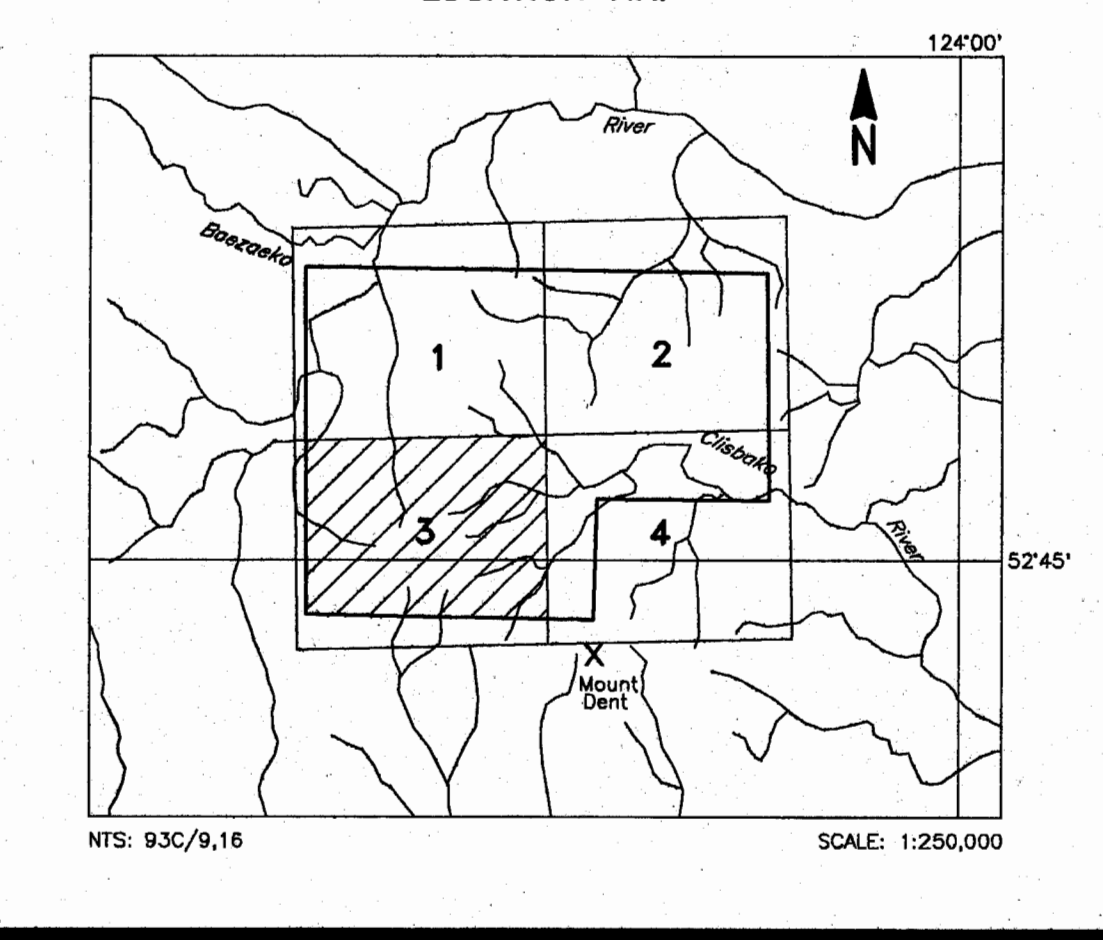 124°00'
N
River
Baezaeko
1
2
Clisbako
3
4
River
52°45'
X
Mount
Dent
NTS: 93C/9,16
SCALE: 1:250,000